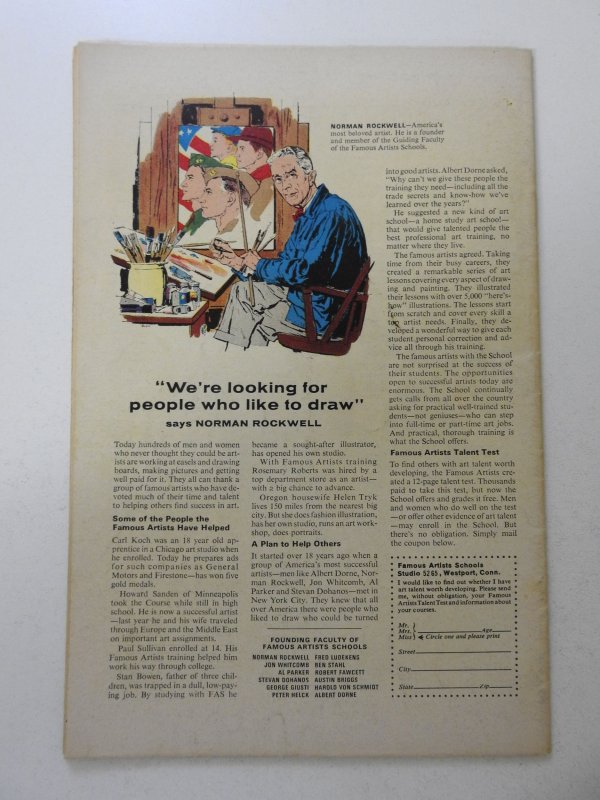 NORMAN ROCKWELL—America's
most beloved artist. He is a founder
and member of the Guiding Faculty
of the Famous Artists Schools.
"We're looking for
people who like to draw"
says NORMAN ROCKWELL
Today hundreds of men and women
who never thought they could be art-
ists are working at easels and drawing
boards, making pictures and getting
well paid for it. They all can thank a
group of famous artists who have de-
voted much of their time and talent
to helping others find success in art.
Some of the People the
Famous Artists Have Helped
Carl Koch was an 18 year old ap-
prentice in a Chicago art studio when
he enrolled. Today he prepares ads
for such companies as General
Motors and Firestone—has won five
gold medals.
Howard Sanden of Minneapolis
took the Course while still in high
school. He is now a successful artist
—last year he and his wife traveled
through Europe and the Middle East
on important art assignments.
Paul Sullivan enrolled at 14. His
Famous Artists training helped him
work his way through college.
Stan Bowen, father of three chil-
dren, was trapped in a dull, low-pay-
ing job. By studying with FAS he
became a sought-after illustrator,
has opened his own studio.
With Famous Artists training
Rosemary Roberts was hired by a
top department store as an artist—
with a big chance to advance.
Oregon housewife Helen Tryk
lives 150 miles from the nearest big
city. But she does fashion illustration,
has her own studio, runs an art work-
shop, does portraits.
A Plan to Help Others
It started over 18 years ago when a
group of America's most successful
artists—men like Albert Dorne, Nor-
man Rockwell, Jon Whitcomb, Al
Parker and Stevan Dohanos—met in
New York City. They knew that all
over America there were people who
liked to draw who could be turned
FOUNDING FACULTY OF
FAMOUS ARTISTS SCHOOLS
NORMAN ROCKWELL FRED LUDEKENS
JON WHITCOMB BEN STAHL
AL PARKER ROBERT FAWCETT
STEVAN DOHANOS AUSTIN BRIGGS
GEORGE GIUSTI HAROLD VON SCHMIDT
PETER HELCK ALBERT DORNE
into good artists. Albert Dorne asked,
"Why can't we give these people the
training they need—including all the
trade secrets and know-how we've
learned over the years?"
He suggested a new kind of art
school—a home study art school—
that would give talented people the
best professional art training, no
matter where they live.
The famous artists agreed. Taking
time from their busy careers, they
created a remarkable series of art
lessons covering every aspect of draw-
ing and painting. They illustrated
their lessons with over 5,000 "here's-
how" illustrations. The lessons start
from scratch and cover every skill a
top artist needs. Finally, they de-
veloped a wonderful way to give each
student personal correction and ad-
vice all through his training.
The famous artists with the School
are not surprised at the success of
their students. The opportunities
open to successful artists today are
enormous. The School continually
gets calls from all over the country
asking for practical well-trained stu-
dents—not geniuses—who can step
into full-time or part-time art jobs.
And practical, thorough training is
what the School offers.
Famous Artists Talent Test
To find others with art talent worth
developing, the Famous Artists cre-
ated a 12-page talent test. Thousands
paid to take this test, but now the
School offers and grades it free. Men
and women who do well on the test
—or offer other evidence of art talent
—may enroll in the School. But
there's no obligation. Simply mail
the coupon below.
Famous Artists Schools
Studio 5265, Westport, Conn.
I would like to find out whether I have
art talent worth developing. Please send
me, without obligation, your Famous
Artists Talent Test and information about
your courses.
Mr.
Mrs. Age
Miss Circle one and please print
Street
City
State Zip